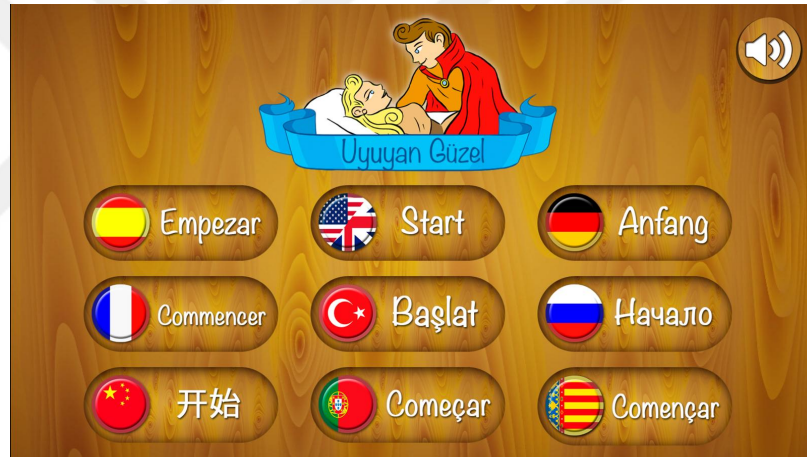 Uyuyan Güzel
Empezar
Start
Anfang
Commencer
Başlat
Начало
开始
Começar
Començar